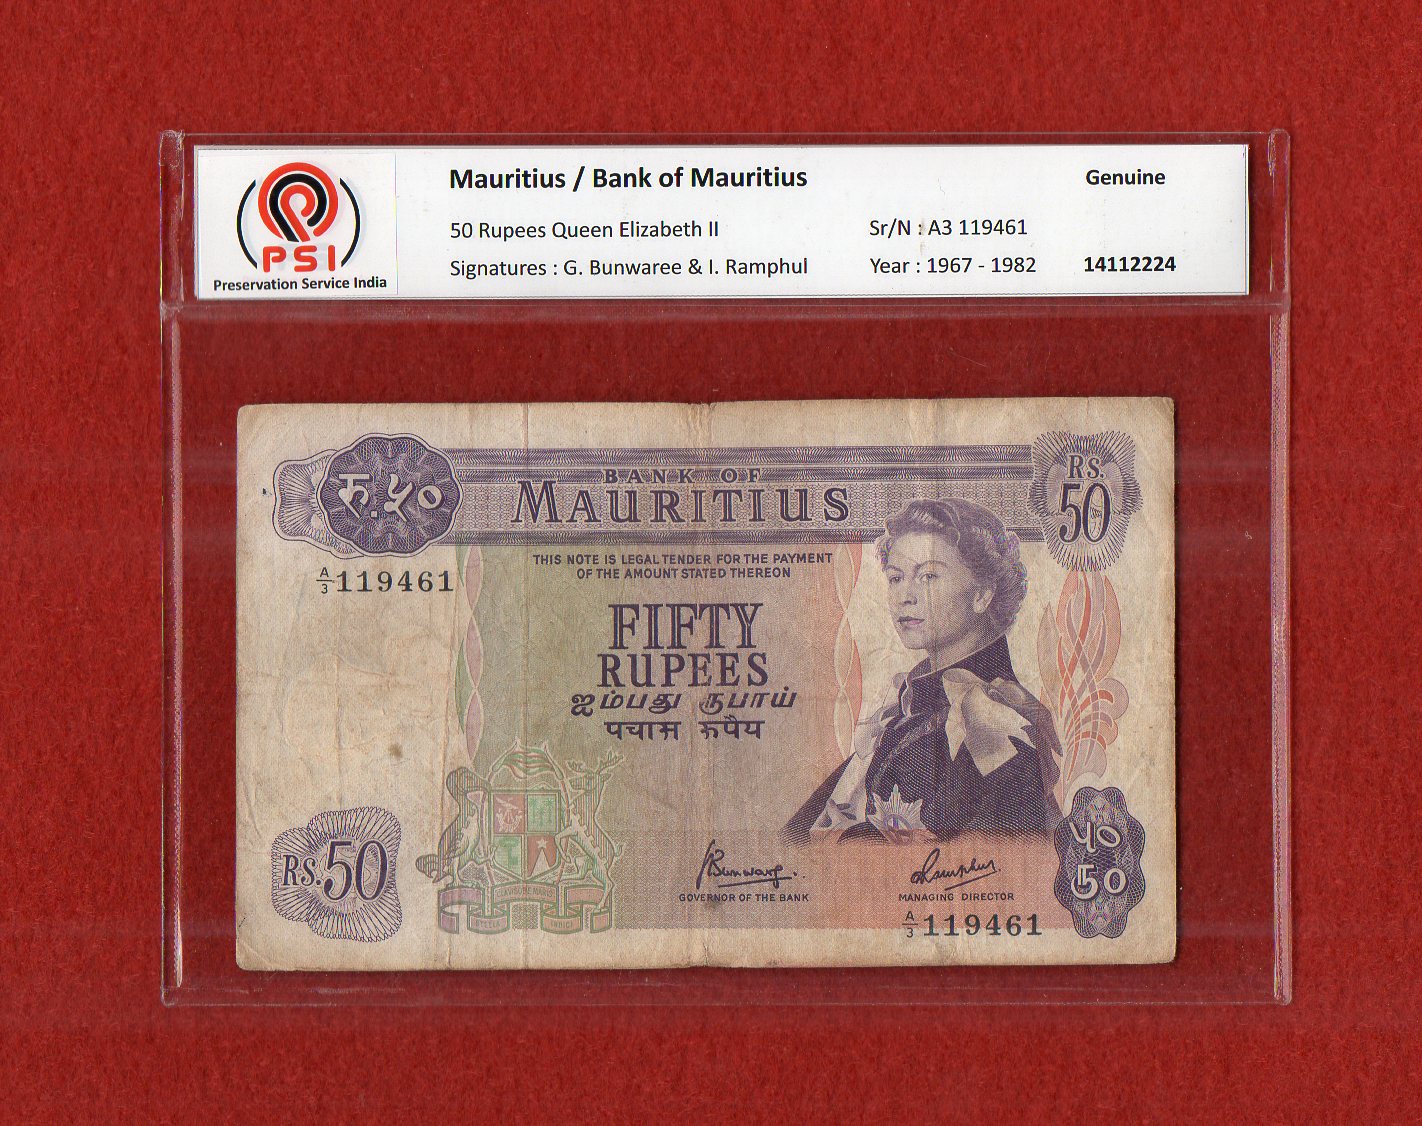 PSI
Preservation Service India
Mauritius / Bank of Mauritius
Genuine
50 Rupees Queen Elizabeth II
Sr/N : A3 119461
Signatures : G. Bunwaree & I. Ramphul
Year : 1967 - 1982
14112224
रु.५०
BANK OF
MAURITIUS
RS.
50
THIS NOTE IS LEGAL TENDER FOR THE PAYMENT
OF THE AMOUNT STATED THEREON
A/3 119461
FIFTY
RUPEES
ஐம்பது ரூபாய்
पचास रूपैय
RS.50
Bunwaree
GOVERNOR OF THE BANK
Ramphul
MANAGING DIRECTOR
A/3 119461
५०
50